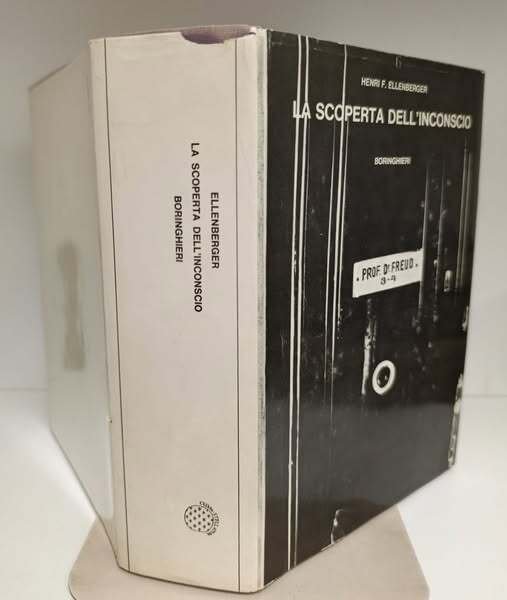 ELLENBERGER
LA SCOPERTA DELL'INCONSCIO
BORINGHIERI
HENRI F. ELLENBERGER
LA SCOPERTA DELL'INCONSCIO
BORINGHIERI
. PROF. Dr FREUD .
3-4